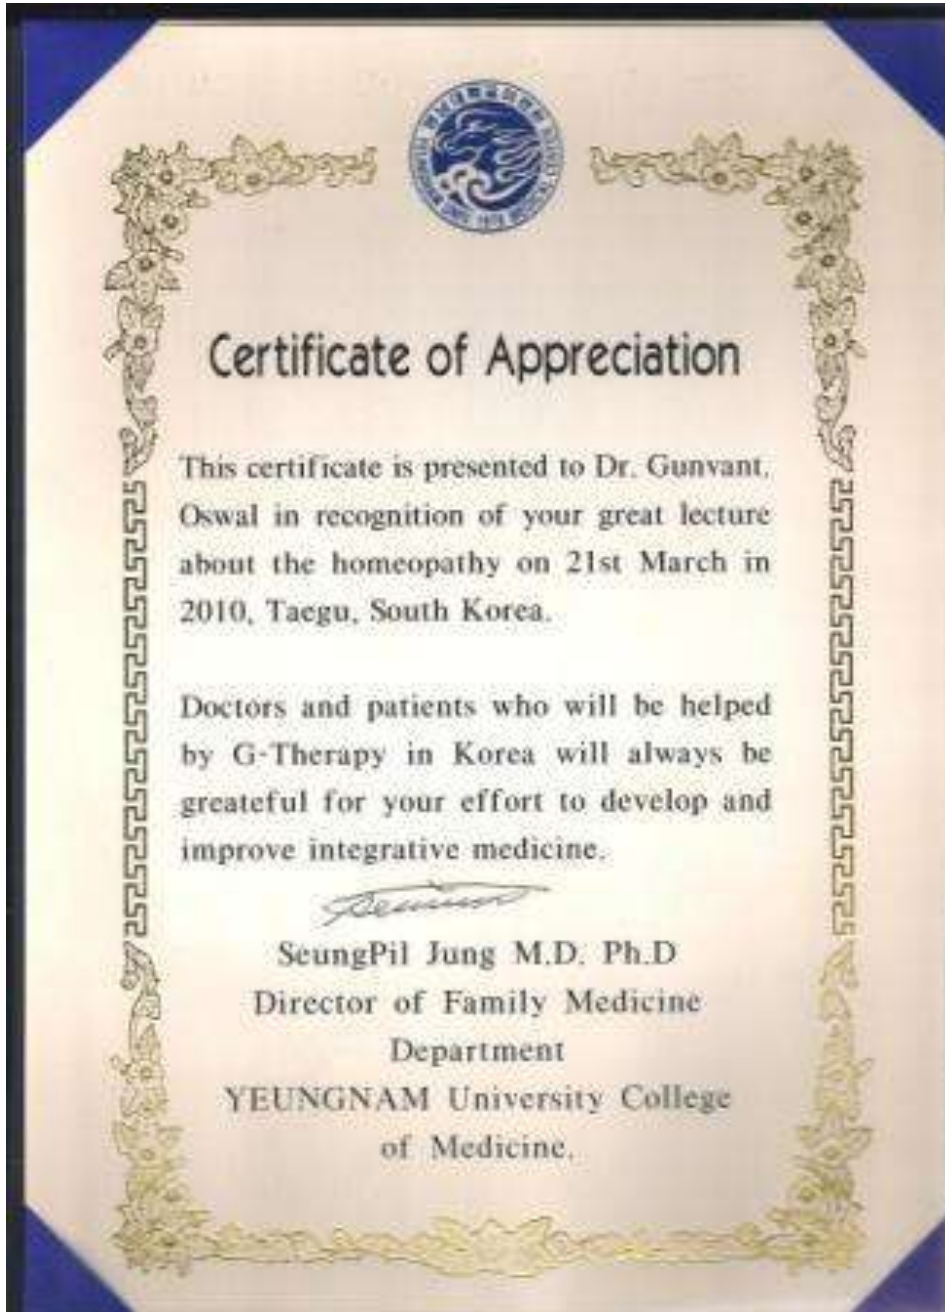 Certificate of Appreciation
This certificate is presented to Dr. Gunvant.
Oswal in recognition of your great lecture
about the homeopathy on 21st March in
2010, Taegu, South Korea.
Doctors and patients who will be helped
by G-Therapy in Korea will always be
greateful for your effort to develop and
improve integrative medicine.
SeungPil Jung M.D. Ph.D
Director of Family Medicine
Department
YEUNGNAM University College
of Medicine.